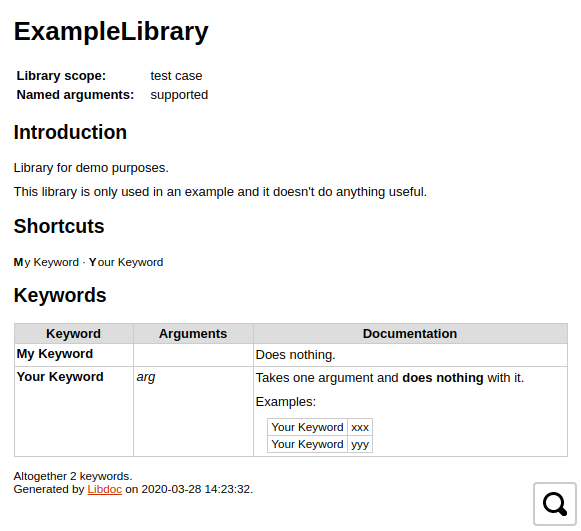 ExampleLibrary
Library scope: test case
Named arguments: supported
Introduction
Library for demo purposes.
This library is only used in an example and it doesn't do anything useful.
Shortcuts
My Keyword · Your Keyword
Keywords
Keyword Arguments Documentation
My Keyword Does nothing.
Your Keyword arg Takes one argument and does nothing with it.
Examples:
Your Keyword xxx
Your Keyword yyy
Altogether 2 keywords.
Generated by Libdoc on 2020-03-28 14:23:32.